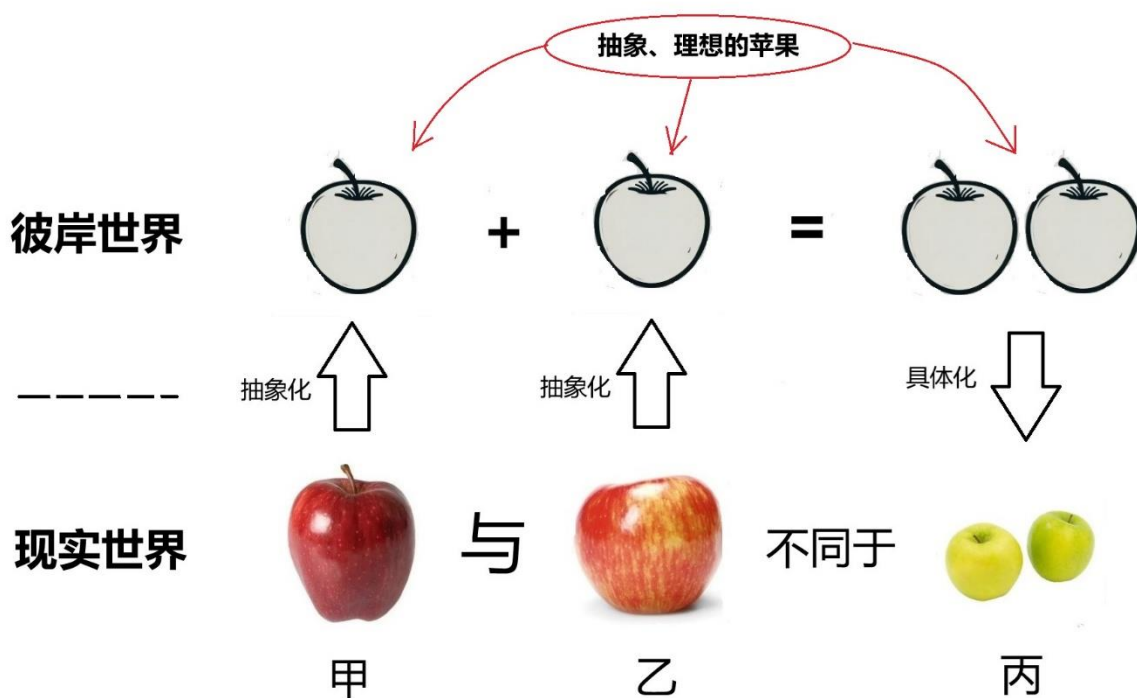 抽象、理想的苹果
彼岸世界
+
=
抽象化
抽象化
具体化
现实世界
与
不同于
甲
乙
丙